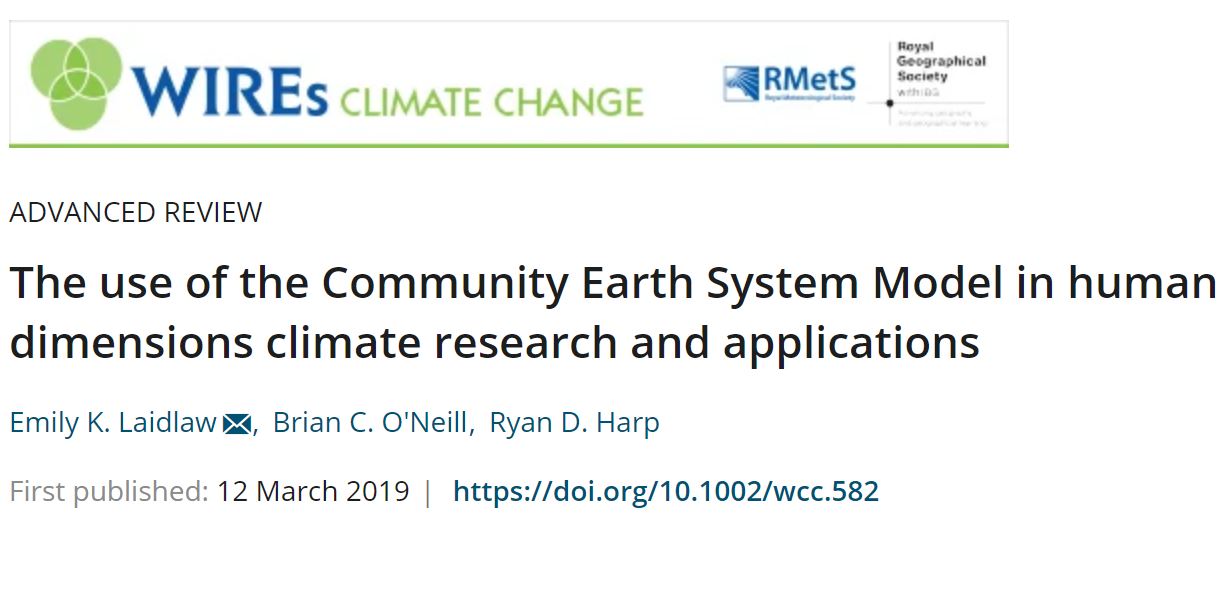 WIREs CLIMATE CHANGE
RMetS
Royal Meteorological Society
Royal
Geographical
Society
with IBG
ADVANCED REVIEW
The use of the Community Earth System Model in human
dimensions climate research and applications
Emily K. Laidlaw, Brian C. O'Neill, Ryan D. Harp
First published: 12 March 2019 | https://doi.org/10.1002/wcc.582